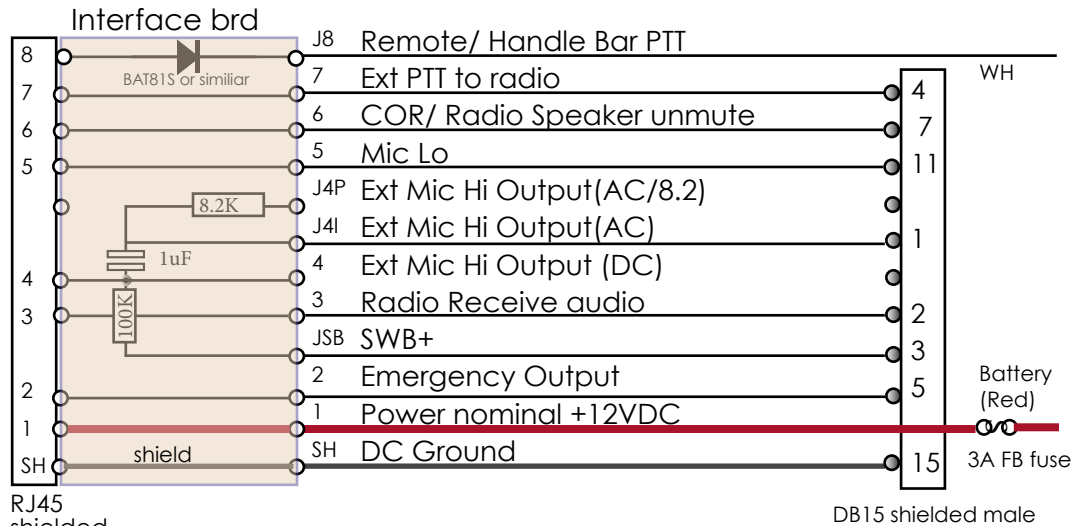 Interface brd
8 J8 Remote/ Handle Bar PTT
BAT81S or similiar
WH
7 7 Ext PTT to radio 4
6 6 COR/ Radio Speaker unmute 7
5 5 Mic Lo 11
J4P Ext Mic Hi Output(AC/8.2)
8.2K
J4I Ext Mic Hi Output(AC) 1
1uF
4 4 Ext Mic Hi Output (DC)
3 3 Radio Receive audio 2
100K
JSB SWB+ 3
2 2 Emergency Output 5
Battery
(Red)
1 1 Power nominal +12VDC
SH shield SH DC Ground 15
3A FB fuse
RJ45
shielded
DB15 shielded male